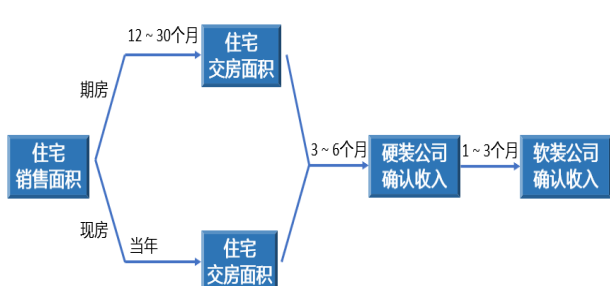 12 ~ 30个月
住宅
交房面积
期房
住宅
销售面积
3 ~ 6个月
硬装公司
确认收入
1 ~ 3个月
软装公司
确认收入
现房
当年
住宅
交房面积